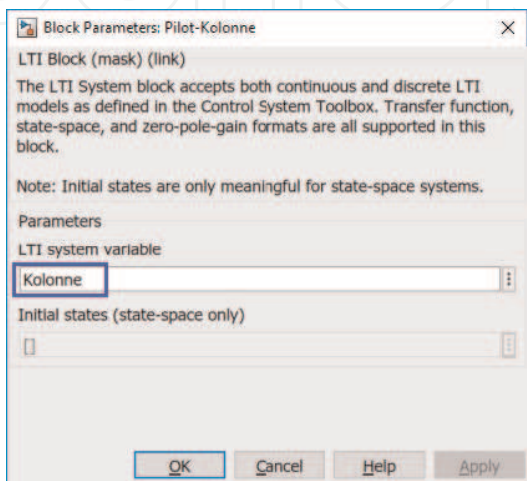 Block Parameters: Pilot-Kolonne
LTI Block (mask) (link)
The LTI System block accepts both continuous and discrete LTI
models as defined in the Control System Toolbox. Transfer function,
state-space, and zero-pole-gain formats are all supported in this
block.
Note: Initial states are only meaningful for state-space systems.
Parameters
LTI system variable
Kolonne
Initial states (state-space only)
[]
OK Cancel Help Apply